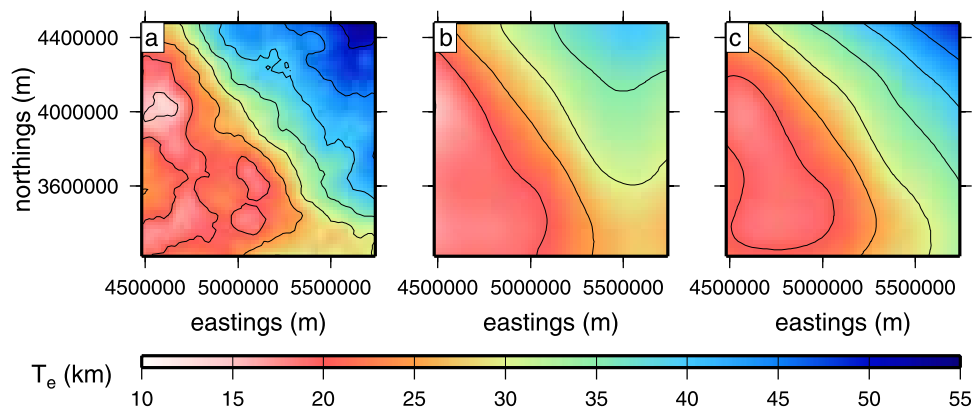 a
b
c
northings (m)
4400000
4000000
3600000
4500000 5000000 5500000
4500000 5000000 5500000
4500000 5000000 5500000
eastings (m)
eastings (m)
eastings (m)
Te (km)
10 15 20 25 30 35 40 45 50 55